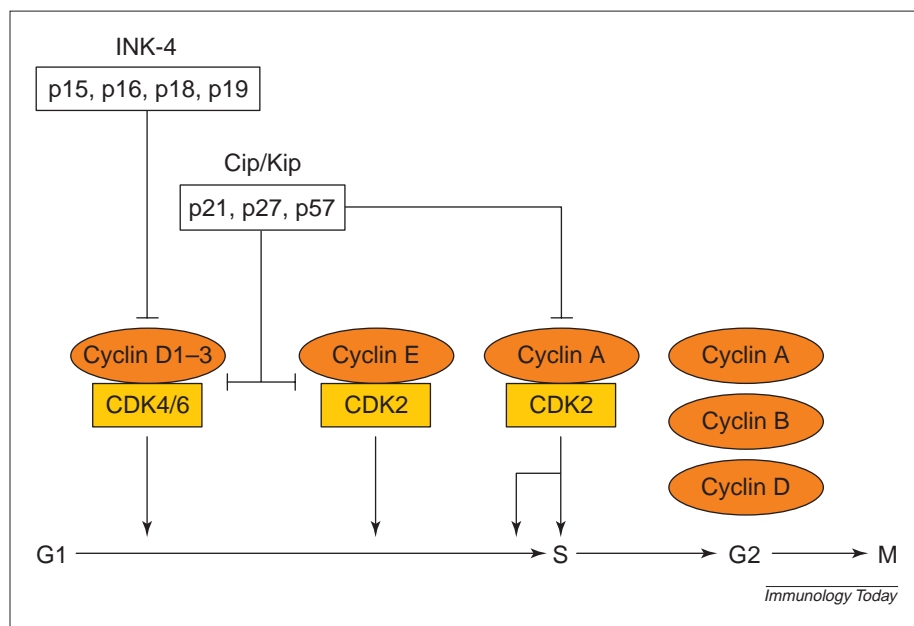 INK-4
p15, p16, p18, p19
Cip/Kip
p21, p27, p57
Cyclin D1–3
CDK4/6
Cyclin E
CDK2
Cyclin A
CDK2
Cyclin A
Cyclin B
Cyclin D
G1
S
G2
M
Immunology Today